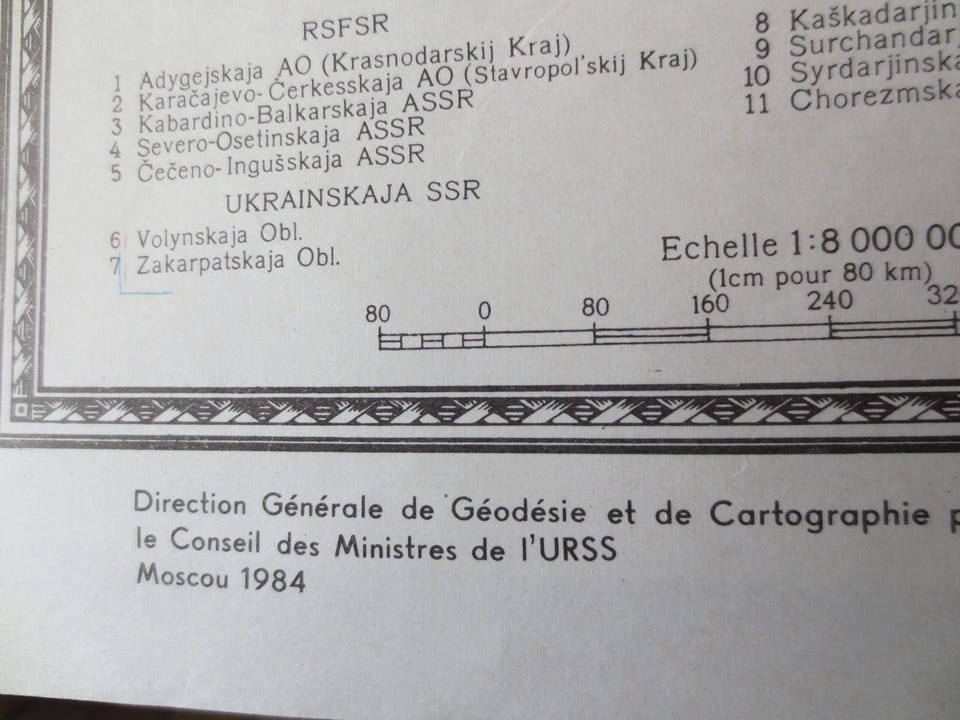 RSFSR
1 Adygejskaja AO (Krasnodarskij Kraj)
2 Karačajevo-Čerkesskaja AO (Stavropol'skij Kraj)
3 Kabardino-Balkarskaja ASSR
4 Severo-Osetinskaja ASSR
5 Čečeno-Ingušskaja ASSR
UKRAINSKAJA SSR
6 Volynskaja Obl.
7 Zakarpatskaja Obl.
8 Kaškadarjin
9 Surchandarj
10 Syrdarjinska
11 Chorezmska
Echelle 1:8 000 00
(1cm pour 80 km)
80 0 80 160 240 32
Direction Générale de Géodésie et de Cartographie p
le Conseil des Ministres de l'URSS
Moscou 1984